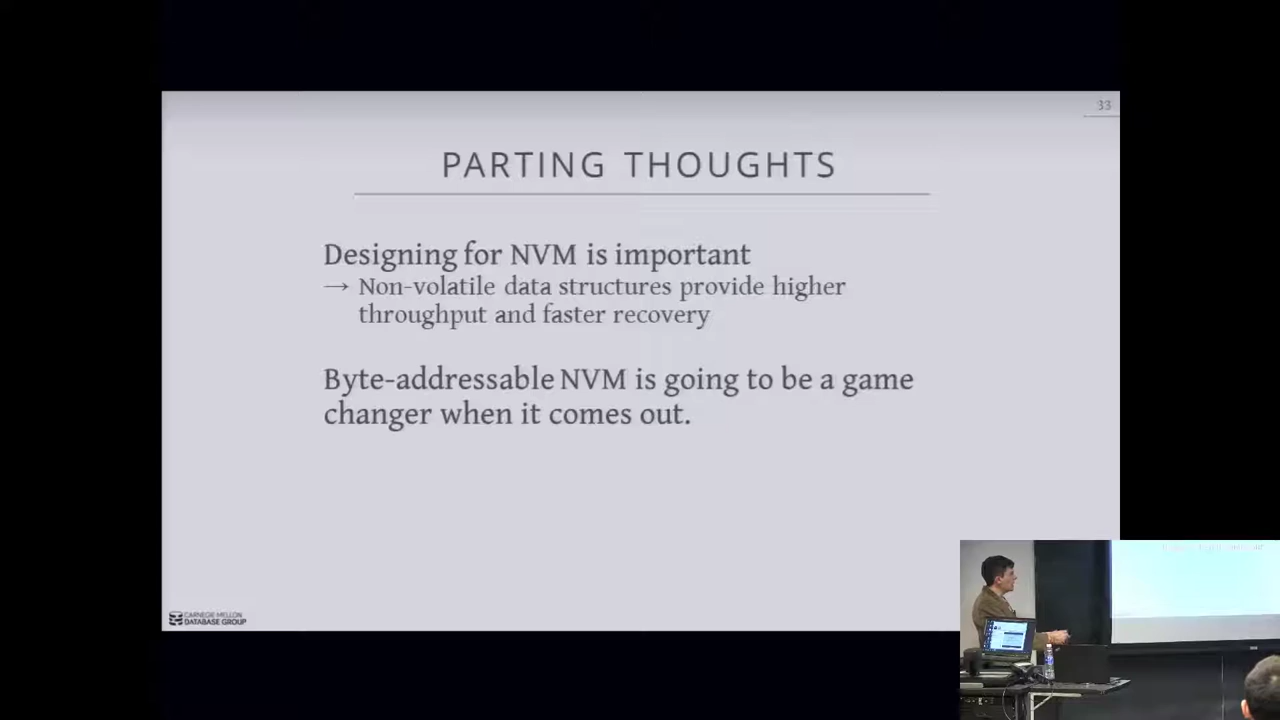 33
PARTING THOUGHTS
Designing for NVM is important
→ Non-volatile data structures provide higher
throughput and faster recovery
Byte-addressable NVM is going to be a game
changer when it comes out.
CARNEGIE MELLON
DATABASE GROUP